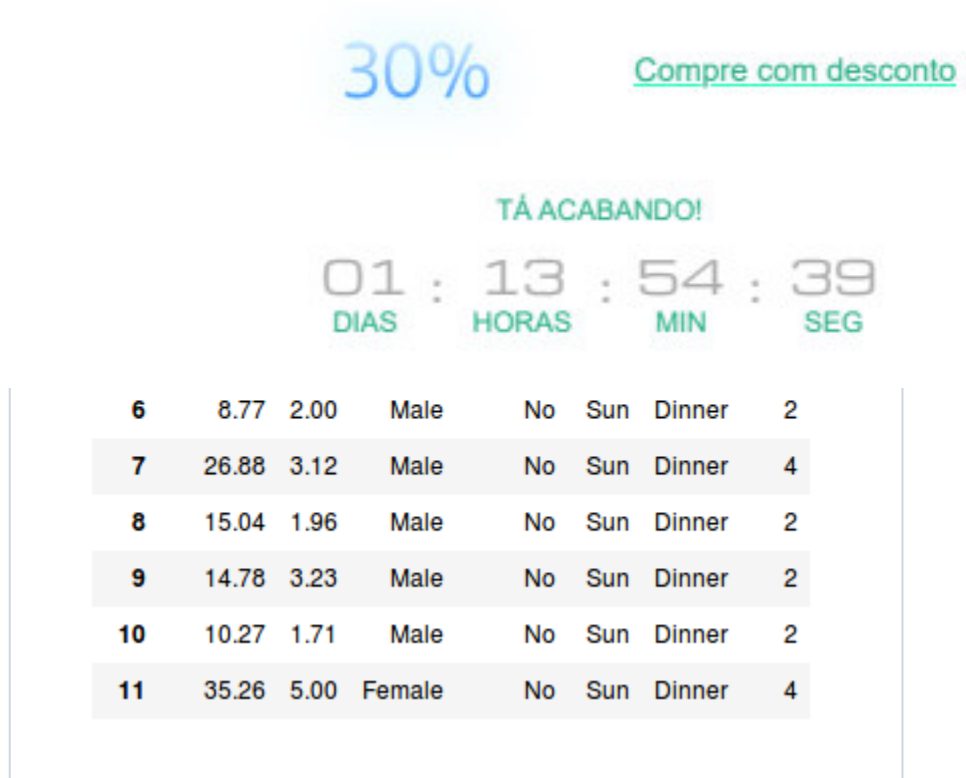 30% Compre com desconto
TÁ ACABANDO!
01 : 13 : 54 : 39
DIAS HORAS MIN SEG
6 8.77 2.00 Male No Sun Dinner 2
7 26.88 3.12 Male No Sun Dinner 4
8 15.04 1.96 Male No Sun Dinner 2
9 14.78 3.23 Male No Sun Dinner 2
10 10.27 1.71 Male No Sun Dinner 2
11 35.26 5.00 Female No Sun Dinner 4